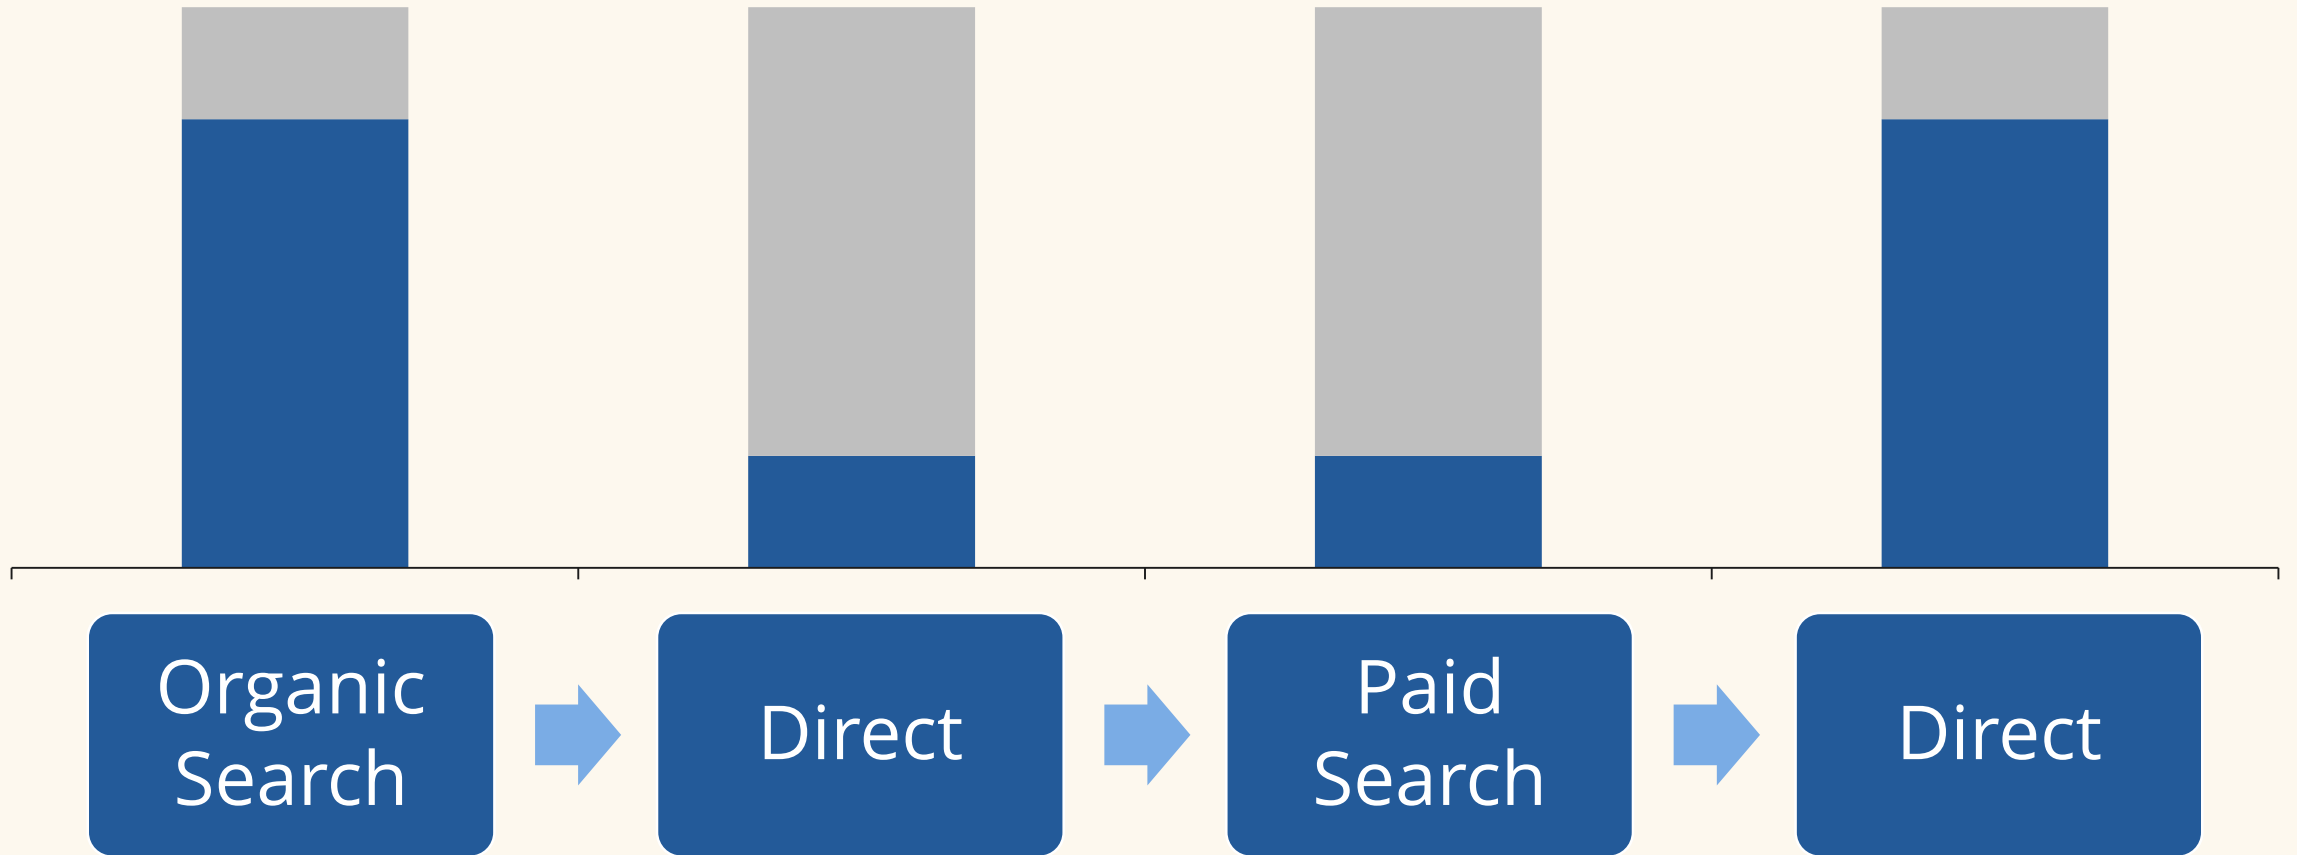 Organic
Search
Direct
Paid
Search
Direct